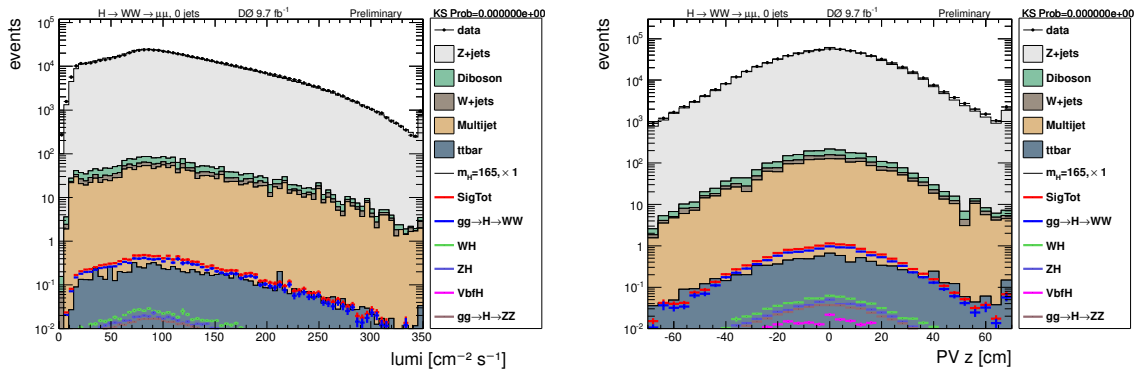 H→WW→μμ, 0 jets DØ 9.7 fb⁻¹ Preliminary KS Prob=0.000000e+00
events
10⁴
10³
10²
10
1
10⁻¹
10⁻²
0 50 100 150 200 250 300 350
lumi [cm⁻² s⁻¹]
data
Z+jets
Diboson
W+jets
Multijet
ttbar
m_H=165,× 1
SigTot
gg→H→WW
WH
ZH
VbfH
gg→H→ZZ
H→WW→μμ, 0 jets DØ 9.7 fb⁻¹ Preliminary KS Prob=0.000000e+00
events
10⁵
10⁴
10³
10²
10
1
10⁻¹
10⁻²
-60 -40 -20 0 20 40 60
PV z [cm]
data
Z+jets
Diboson
W+jets
Multijet
ttbar
m_H=165,× 1
SigTot
gg→H→WW
WH
ZH
VbfH
gg→H→ZZ